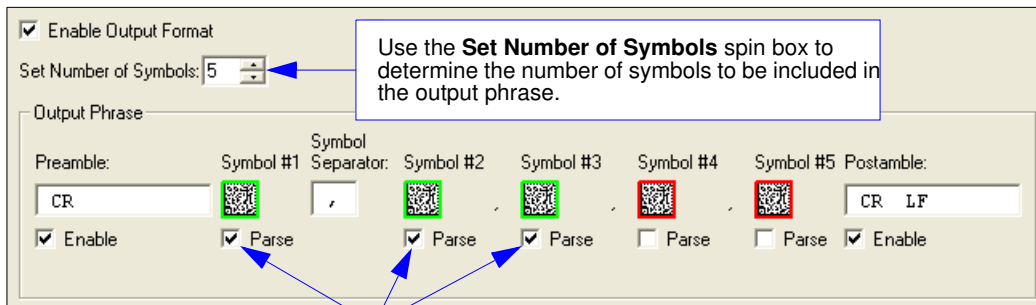 Enable Output Format
Set Number of Symbols: 5
Use the Set Number of Symbols spin box to
determine the number of symbols to be included in
the output phrase.
Output Phrase
Preamble: Symbol #1 Symbol Separator: Symbol #2 Symbol #3 Symbol #4 Symbol #5 Postamble:
CR , , , , CR LF
Enable Parse Parse Parse Parse Parse Enable